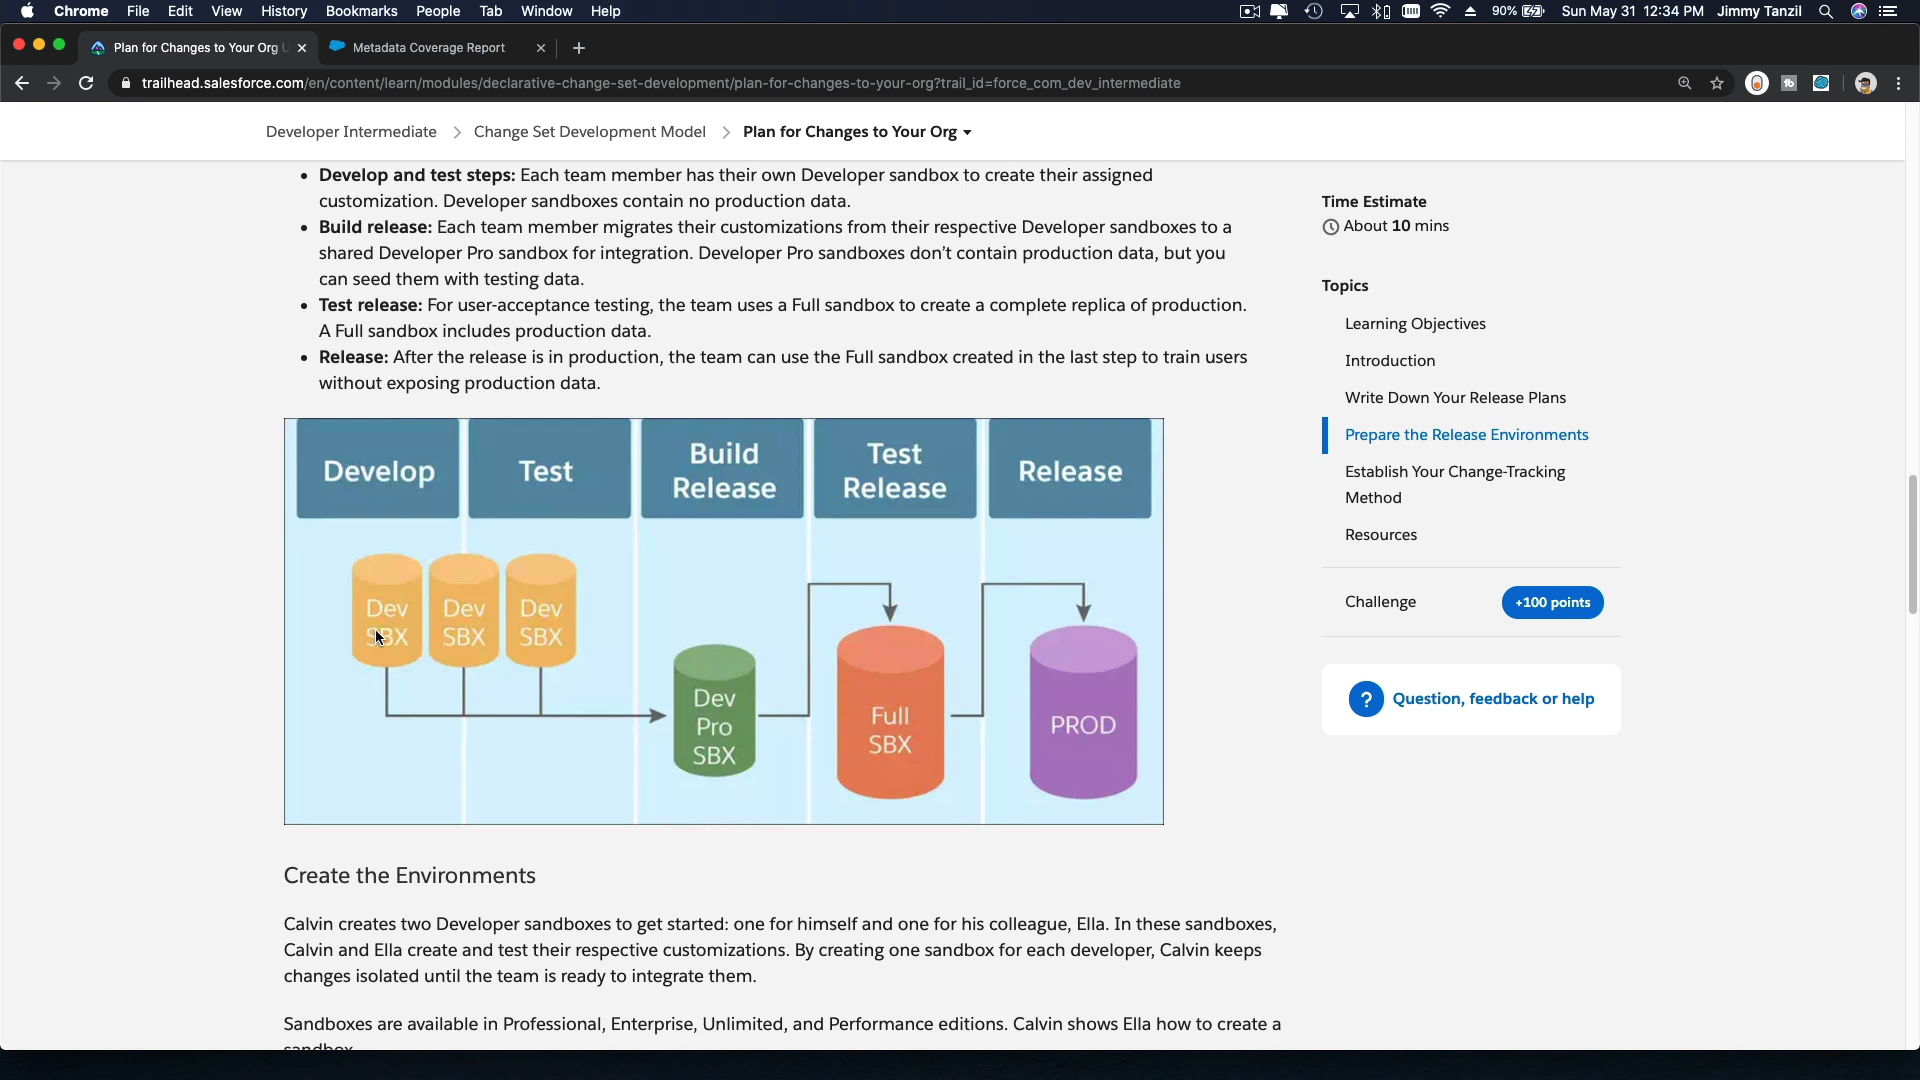 Chrome File Edit View History Bookmarks People Tab Window Help 90% Sun May 31 12:34 PM Jimmy Tanzil
Plan for Changes to Your Org
Metadata Coverage Report
trailhead.salesforce.com/en/content/learn/modules/declarative-change-set-development/plan-for-changes-to-your-org?trail_id=force_com_dev_intermediate
Developer Intermediate > Change Set Development Model > Plan for Changes to Your Org
• Develop and test steps: Each team member has their own Developer sandbox to create their assigned
customization. Developer sandboxes contain no production data.
• Build release: Each team member migrates their customizations from their respective Developer sandboxes to a
shared Developer Pro sandbox for integration. Developer Pro sandboxes don’t contain production data, but you
can seed them with testing data.
• Test release: For user-acceptance testing, the team uses a Full sandbox to create a complete replica of production.
A Full sandbox includes production data.
• Release: After the release is in production, the team can use the Full sandbox created in the last step to train users
without exposing production data.
Develop
Test
Build
Release
Test
Release
Release
Dev
SBX
Dev
SBX
Dev
SBX
Dev
Pro
SBX
Full
SBX
PROD
Create the Environments
Calvin creates two Developer sandboxes to get started: one for himself and one for his colleague, Ella. In these sandboxes,
Calvin and Ella create and test their respective customizations. By creating one sandbox for each developer, Calvin keeps
changes isolated until the team is ready to integrate them.
Sandboxes are available in Professional, Enterprise, Unlimited, and Performance editions. Calvin shows Ella how to create a
sandbox.
Time Estimate
About 10 mins
Topics
Learning Objectives
Introduction
Write Down Your Release Plans
Prepare the Release Environments
Establish Your Change-Tracking
Method
Resources
Challenge
+100 points
? Question, feedback or help